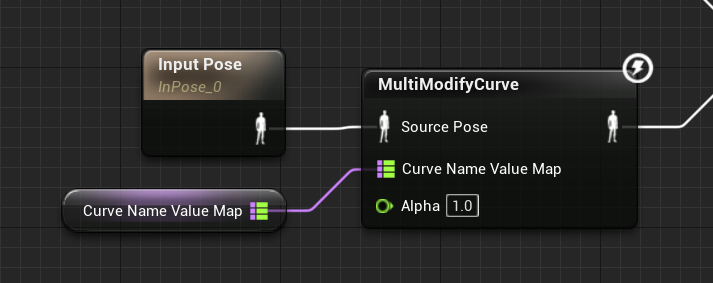 Input Pose
InPose_0
MultiModifyCurve
Source Pose
Curve Name Value Map
Curve Name Value Map
Alpha 1.0